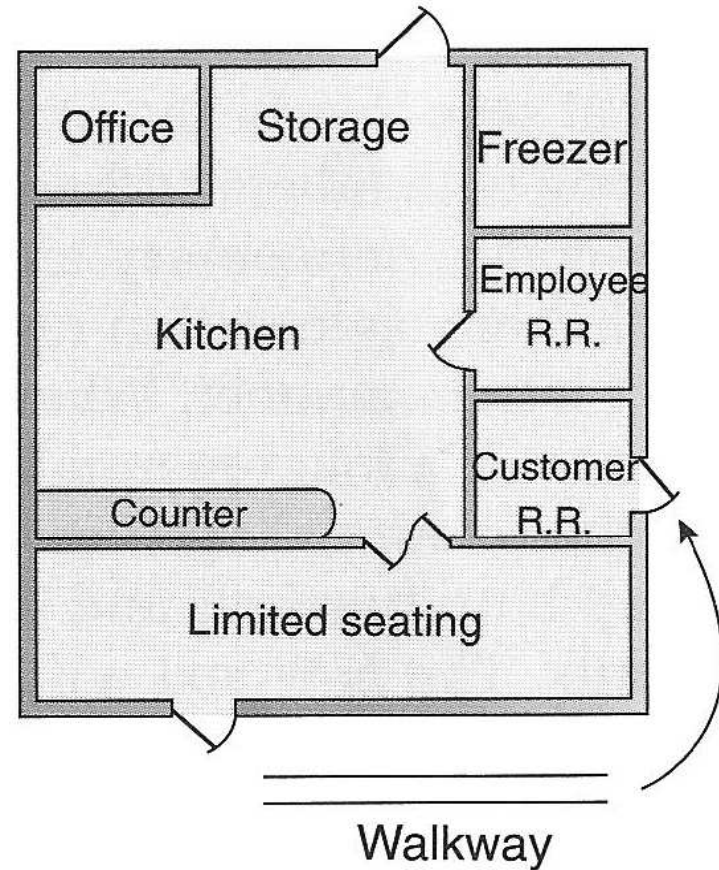 Office
Storage
Freezer
Employee
R.R.
Kitchen
Customer
R.R.
Counter
Limited seating
Walkway